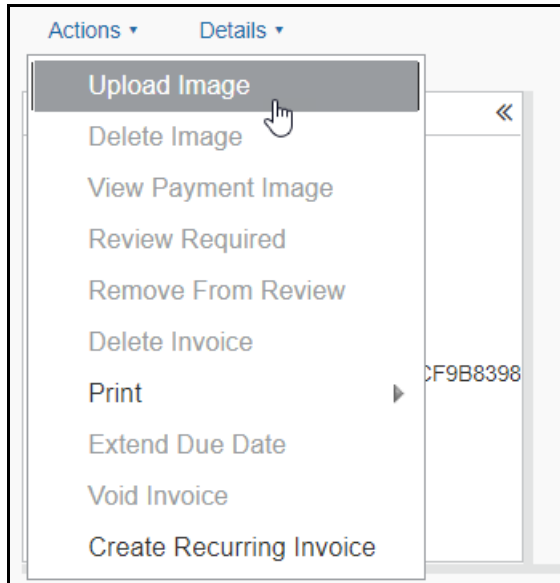 Actions Details
Upload Image
Delete Image
View Payment Image
Review Required
Remove From Review
Delete Invoice
Print
CF9B8398
Extend Due Date
Void Invoice
Create Recurring Invoice